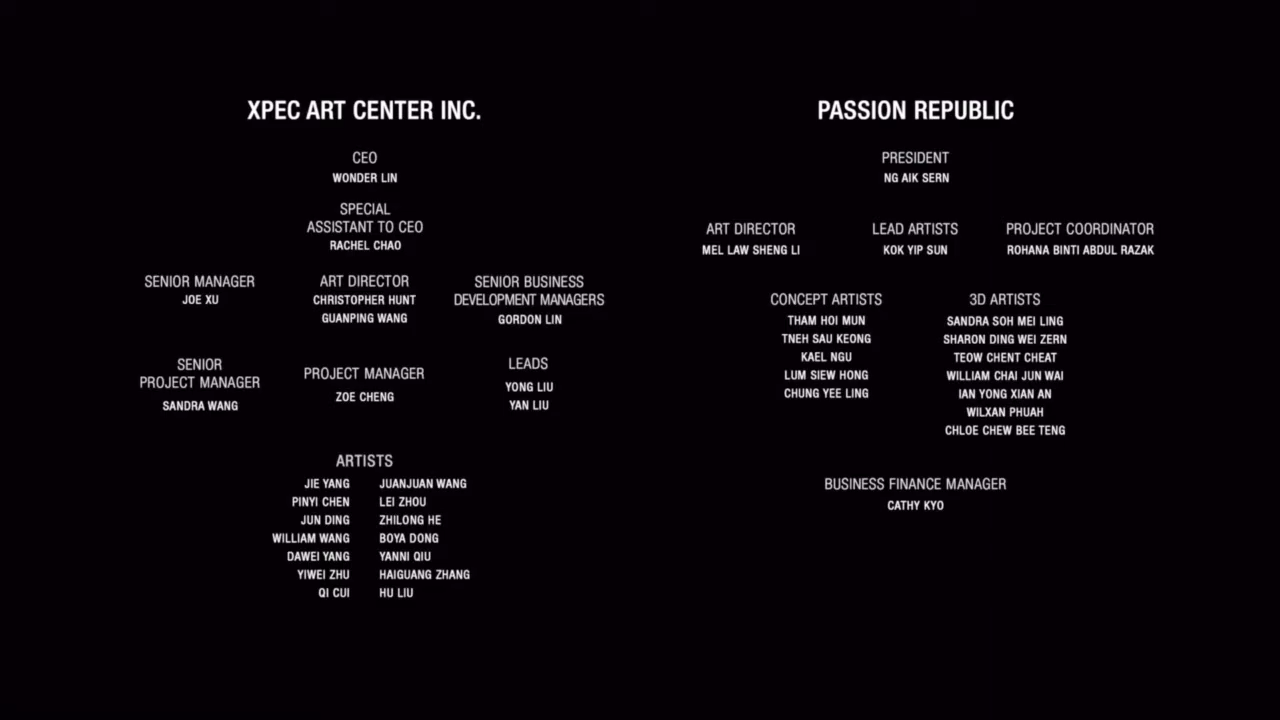 XPEC ART CENTER INC.
CEO
WONDER LIN
SPECIAL
ASSISTANT TO CEO
RACHEL CHAO
SENIOR MANAGER
JOE XU
ART DIRECTOR
CHRISTOPHER HUNT
GUANPING WANG
SENIOR BUSINESS
DEVELOPMENT MANAGERS
GORDON LIN
SENIOR
PROJECT MANAGER
SANDRA WANG
PROJECT MANAGER
ZOE CHENG
LEADS
YONG LIU
YAN LIU
ARTISTS
JIE YANG JUANJUAN WANG
PINYI CHEN LEI ZHOU
JUN DING ZHILONG HE
WILLIAM WANG BOYA DONG
DAWEI YANG YANNI QIU
YIWEI ZHU HAIGUANG ZHANG
QI CUI HU LIU
PASSION REPUBLIC
PRESIDENT
NG AIK SERN
ART DIRECTOR
MEL LAW SHENG LI
LEAD ARTISTS
KOK YIP SUN
PROJECT COORDINATOR
ROHANA BINTI ABDUL RAZAK
CONCEPT ARTISTS
THAM HOI MUN
TNEH SAU KEONG
KAEL NGU
LUM SIEW HONG
CHUNG YEE LING
3D ARTISTS
SANDRA SOH MEI LING
SHARON DING WEI ZERN
TEOW CHENT CHEAT
WILLIAM CHAI JUN WAI
IAN YONG XIAN AN
WILXAN PHUAH
CHLOE CHEW BEE TENG
BUSINESS FINANCE MANAGER
CATHY KYO